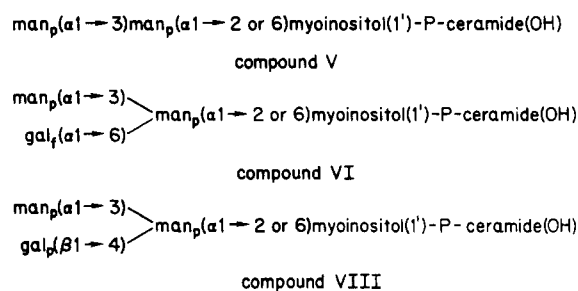 manp(α1→3)manp(α1→2 or 6)myoinositol(1')-P-ceramide(OH)
compound V
manp(α1→3)
manp(α1→2 or 6)myoinositol(1')-P-ceramide(OH)
galf(α1→6)
compound VI
manp(α1→3)
manp(α1→2 or 6)myoinositol(1')-P-ceramide(OH)
galp(β1→4)
compound VIII